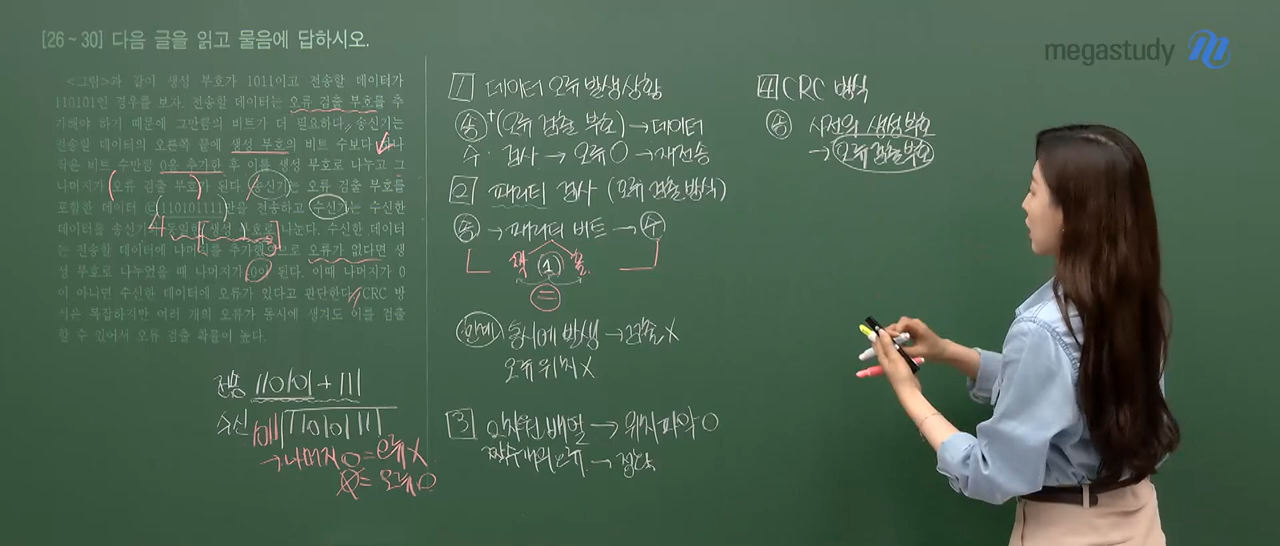 [26~30] 다음 글을 읽고 물음에 답하시오.
megastudy
<그림>과 같이 생성 부호가 1011이고 전송할 데이터가
110101인 경우를 보자. 전송할 데이터는 오류 검출 부호를 추
가해야 하기 때문에 그만큼의 비트가 더 필요하다. 송신기는
전송할 데이터의 오른쪽 끝에 생성 부호의 비트 수보다 하나
작은 비트 수만큼 0을 추가한 후 이를 생성 부호로 나누고 그
나머지가 오류 검출 부호가 된다. 송신기는 오류 검출 부호를
포함한 데이터 110101111만을 전송하고 수신기는 수신한
데이터를 송신기와 동일한 생성 부호로 나눈다. 수신한 데이터
는 전송할 데이터에 나머지를 추가했으므로 오류가 없다면 생
성 부호로 나누었을 때 나머지가 0이 된다. 이때 나머지가 0
이 아니면 수신한 데이터에 오류가 있다고 판단한다. CRC 방
식은 복잡하지만 여러 개의 오류가 동시에 생겨도 이를 검출
할 수 있어서 오류 검출 확률이 높다.
전송 110101 + 111
수신 1011 110101111
→ 나머지 0 = 오류 X
0 = 오류 O
1 데이터 오류 발생 상황
송 + (오류 검출 부호) → 데이터
수 · 검사 → 오류 O → 재전송
2 패리티 검사 (오류 검출 방식)
송 → 패리티 비트 → 수
짝 (1) 홀
=
한계 동시에 발생 → 검출 X
오류 위치 X
3 이차원 배열 → 위치 파악 O
짝수 개의 오류 →
4 CRC 방식
송 사전의 생성 부호
→ 오류 검출 부호